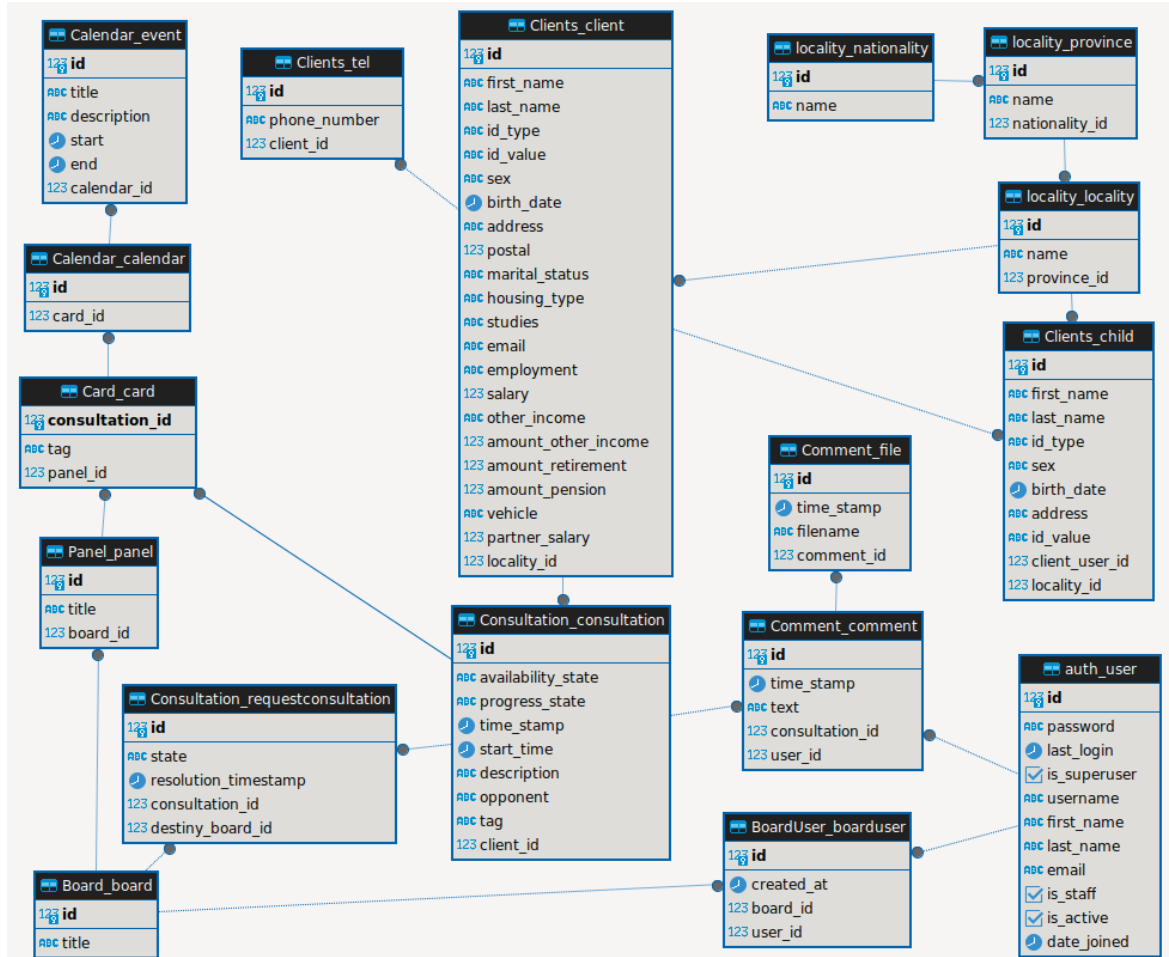 Calendar_event
id
title
description
start
end
calendar_id
Clients_tel
id
phone_number
client_id
Clients_client
id
first_name
last_name
id_type
id_value
sex
birth_date
address
postal
marital_status
housing_type
studies
email
employment
salary
other_income
amount_other_income
amount_retirement
amount_pension
vehicle
partner_salary
locality_id
locality_nationality
id
name
locality_province
id
name
nationality_id
locality_locality
id
name
province_id
Calendar_calendar
id
card_id
Clients_child
id
first_name
last_name
id_type
sex
birth_date
address
id_value
client_user_id
locality_id
Card_card
consultation_id
tag
panel_id
Comment_file
id
time_stamp
filename
comment_id
Panel_panel
id
title
board_id
Consultation_consultation
id
availability_state
progress_state
time_stamp
start_time
description
opponent
tag
client_id
Comment_comment
id
time_stamp
text
consultation_id
user_id
auth_user
id
password
last_login
is_superuser
username
first_name
last_name
email
is_staff
is_active
date_joined
Consultation_requestconsultation
id
state
resolution_timestamp
consultation_id
destiny_board_id
BoardUser_boarduser
id
created_at
board_id
user_id
Board_board
id
title